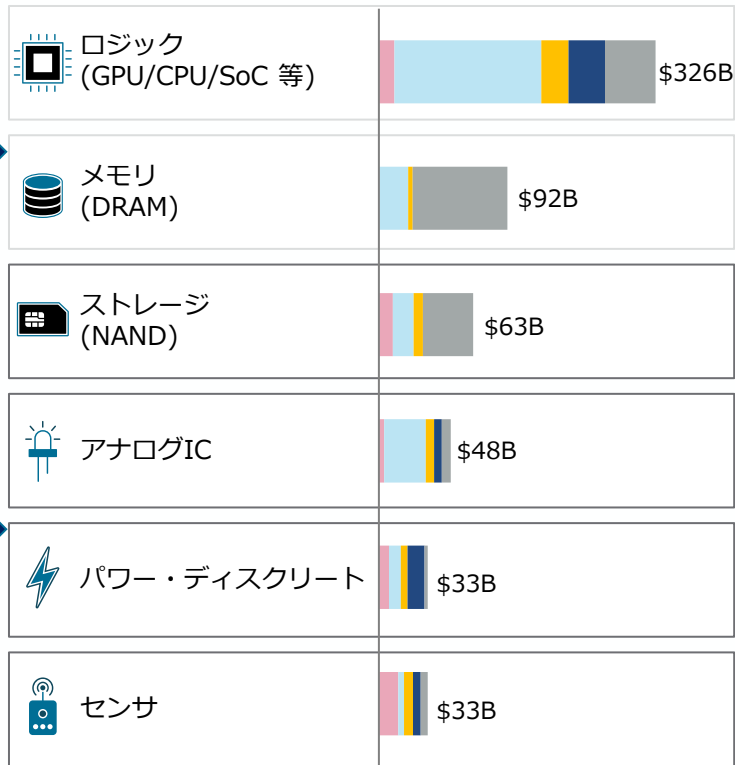 ロジック
(GPU/CPU/SoC 等)
$326B
メモリ
(DRAM)
$92B
ストレージ
(NAND)
$63B
アナログIC
$48B
パワー・ディスクリート
$33B
センサ
$33B